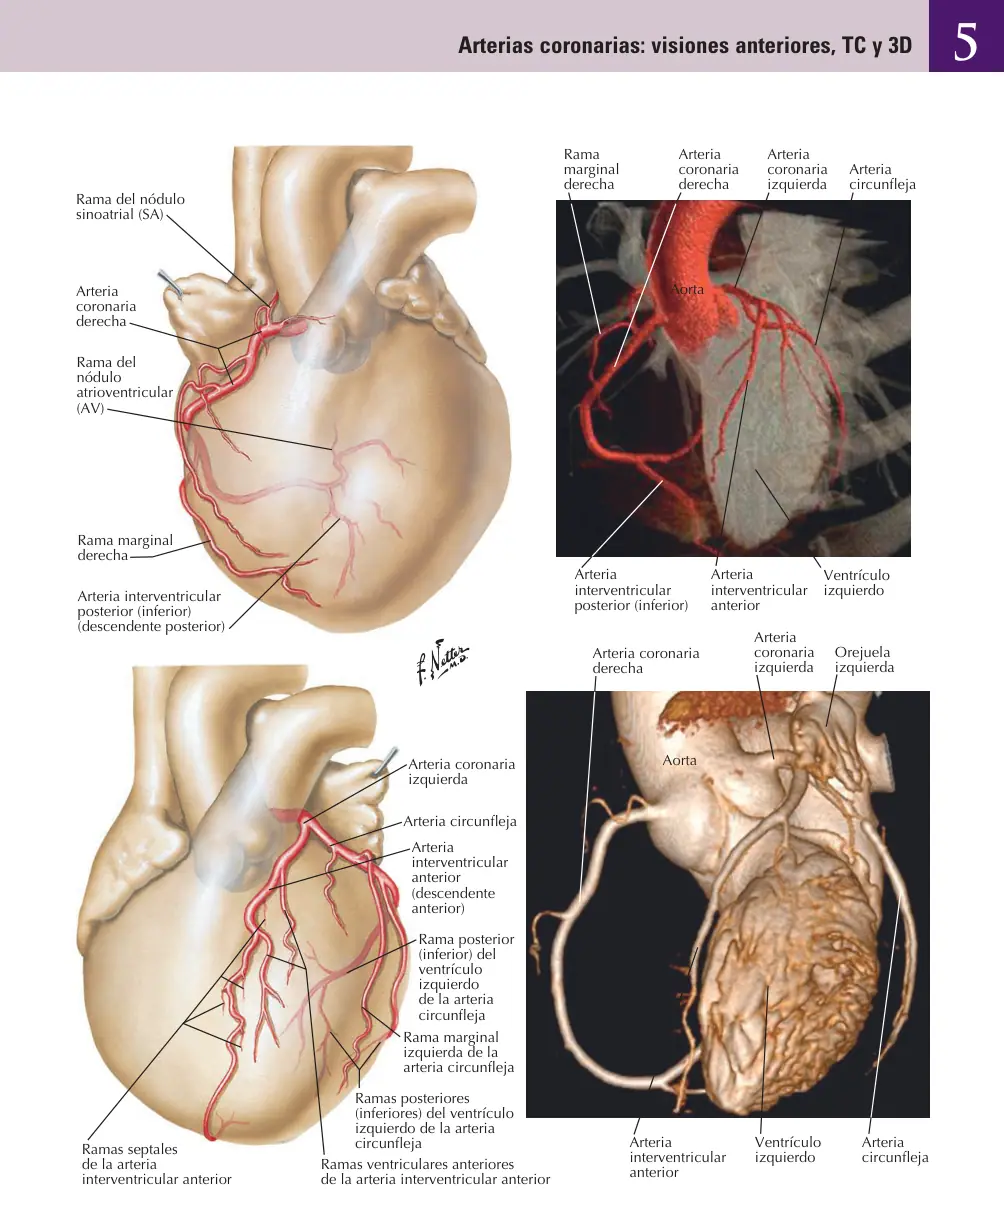 Arterias coronarias: visiones anteriores, TC y 3D
5
Rama del nódulo
sinoatrial (SA)
Arteria
coronaria
derecha
Rama del
nódulo
atrioventricular
(AV)
Rama marginal
derecha
Arteria interventricular
posterior (inferior)
(descendente posterior)
Rama
marginal
derecha
Arteria
coronaria
derecha
Arteria
coronaria
izquierda
Arteria
circunfleja
Aorta
Arteria
interventricular
posterior (inferior)
Arteria
interventricular
anterior
Ventrículo
izquierdo
F. Netter
M.D.
Arteria coronaria
izquierda
Arteria circunfleja
Arteria
interventricular
anterior
(descendente
anterior)
Rama posterior
(inferior) del
ventrículo
izquierdo
de la arteria
circunfleja
Rama marginal
izquierda de la
arteria circunfleja
Ramas posteriores
(inferiores) del ventrículo
izquierdo de la arteria
circunfleja
Ramas septales
de la arteria
interventricular anterior
Ramas ventriculares anteriores
de la arteria interventricular anterior
Arteria coronaria
derecha
Arteria
coronaria
izquierda
Orejuela
izquierda
Aorta
Arteria
interventricular
anterior
Ventrículo
izquierdo
Arteria
circunfleja